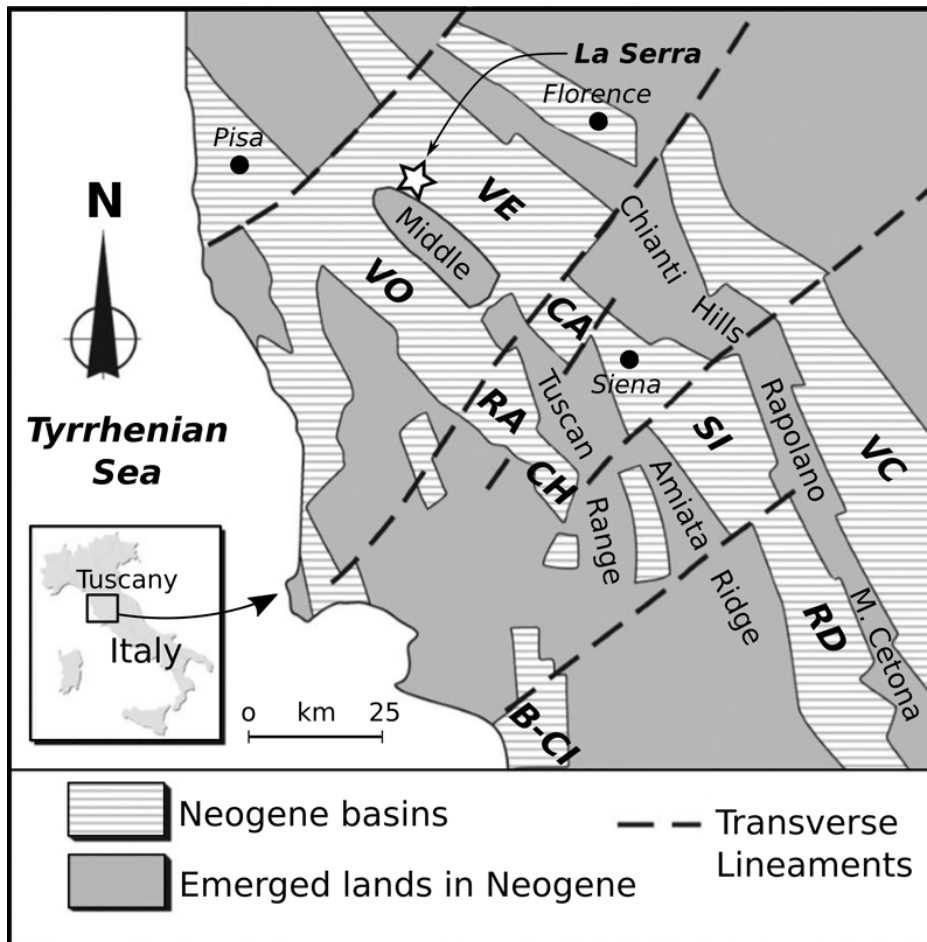 La Serra
Florence
Pisa
N
VE
Chianti
Middle
VO
CA
Hills
Siena
Tuscan
RA
SI
Rapolano
Tyrrhenian
Sea
CH
VC
Amiata
Range
Tuscany
Italy
Ridge
RD
M. Cetona
o km 25
B-CI
Neogene basins
Transverse
Lineaments
Emerged lands in Neogene